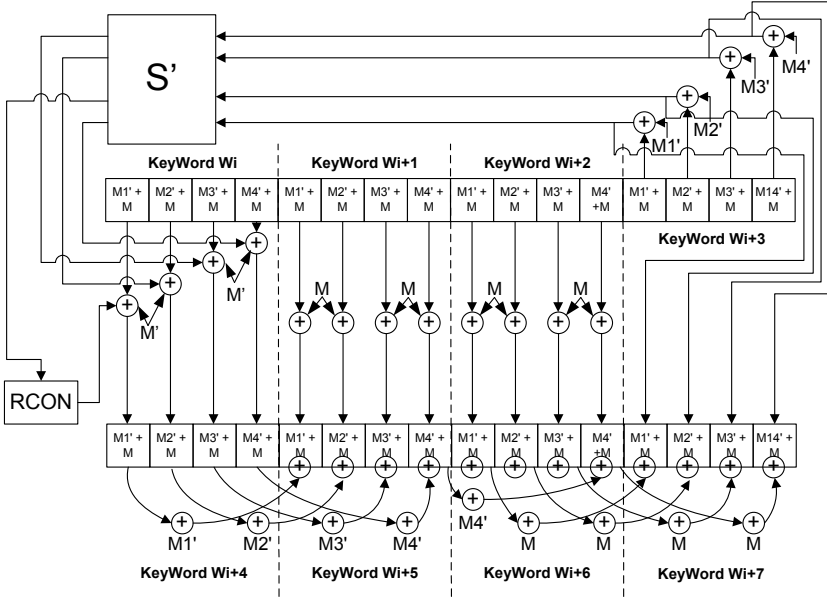 S'
M4'
M3'
M2'
M1'
KeyWord Wi
KeyWord Wi+1
KeyWord Wi+2
M1' + M
M2' + M
M3' + M
M4' + M
M1' + M
M2' + M
M3' + M
M4' + M
M1' + M
M2' + M
M3' + M
M4' +M
M1' + M
M2' + M
M3' + M
M14' + M
KeyWord Wi+3
M'
M'
M
M
M
M
RCON
M1' + M
M2' + M
M3' + M
M4' + M
M1' + M
M2' + M
M3' + M
M4' + M
M1' + M
M2' + M
M3' + M
M4' +M
M1' + M
M2' + M
M3' + M
M14' + M
M4'
M1'
M2'
M3'
M4'
M
M
M
M
KeyWord Wi+4
KeyWord Wi+5
KeyWord Wi+6
KeyWord Wi+7